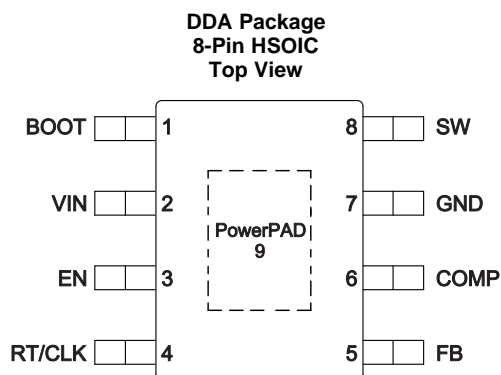 DDA Package
8-Pin HSOIC
Top View
BOOT 1 8 SW
VIN 2 7 GND
PowerPAD
9
EN 3 6 COMP
RT/CLK 4 5 FB